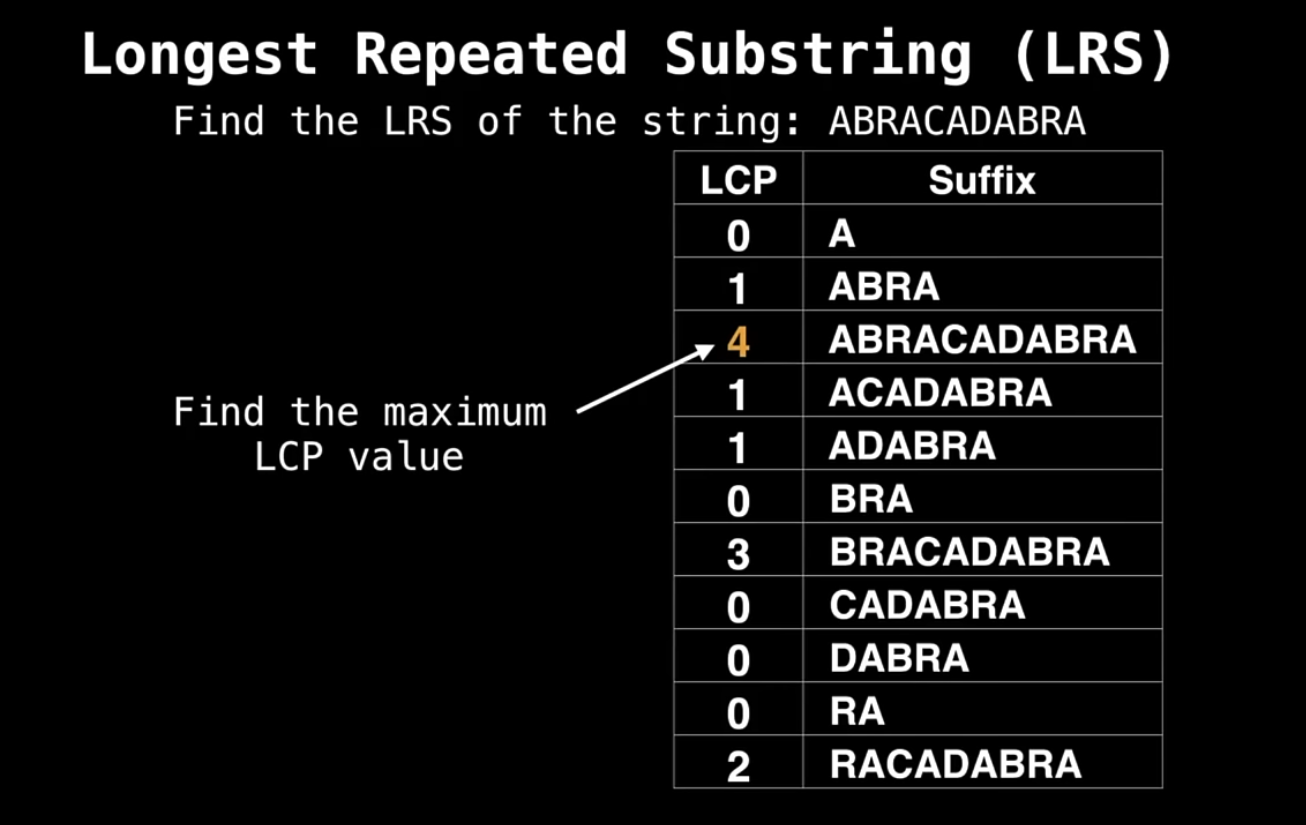 Longest Repeated Substring (LRS)
Find the LRS of the string: ABRACADABRA
LCP Suffix
0 A
1 ABRA
4 ABRACADABRA
1 ACADABRA
1 ADABRA
0 BRA
3 BRACADABRA
0 CADABRA
0 DABRA
0 RA
2 RACADABRA
Find the maximum
LCP value